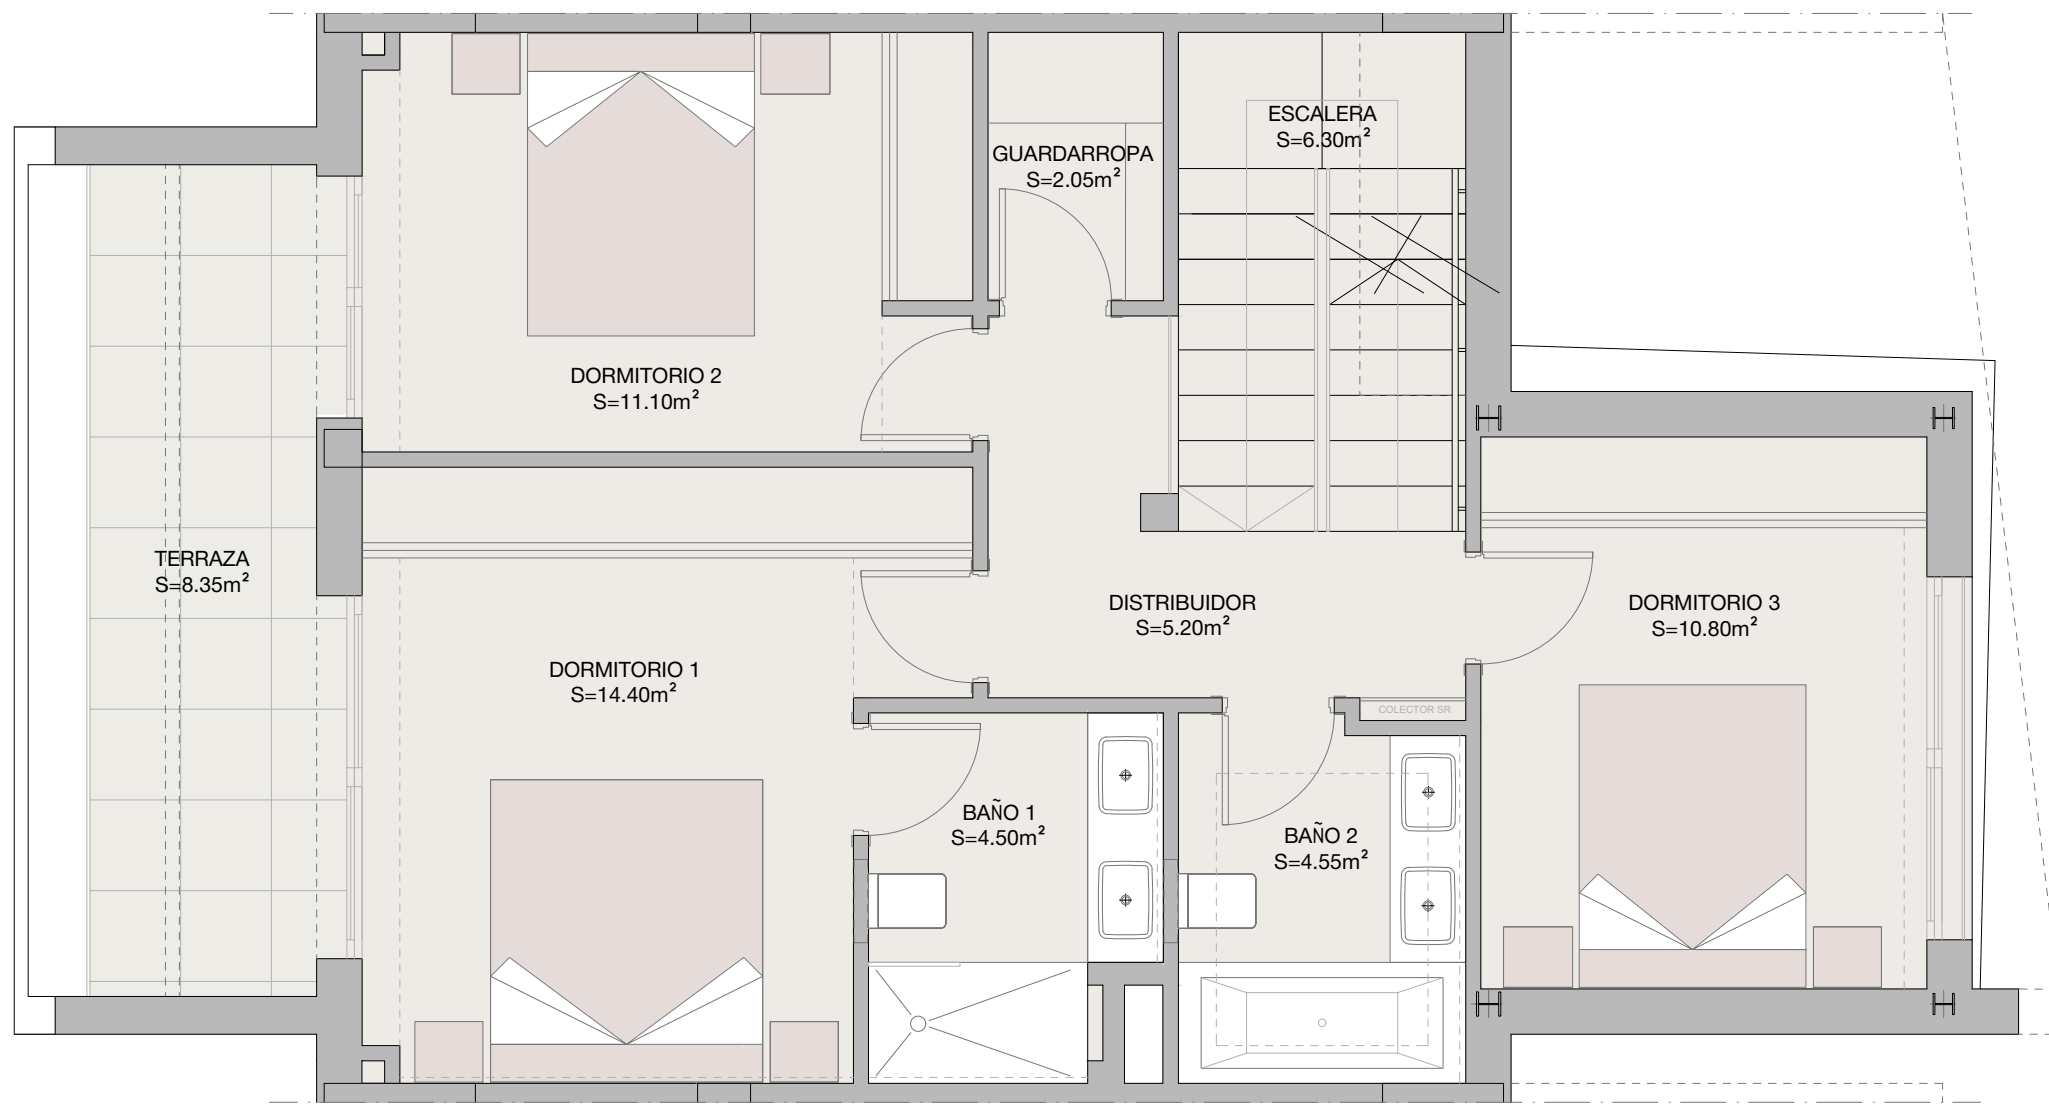 ESCALERA
S=6.30m²
GUARDARROPA
S=2.05m²
DORMITORIO 2
S=11.10m²
TERRAZA
S=8.35m²
DISTRIBUIDOR
S=5.20m²
DORMITORIO 3
S=10.80m²
DORMITORIO 1
S=14.40m²
COLECTOR SR
BAÑO 1
S=4.50m²
BAÑO 2
S=4.55m²